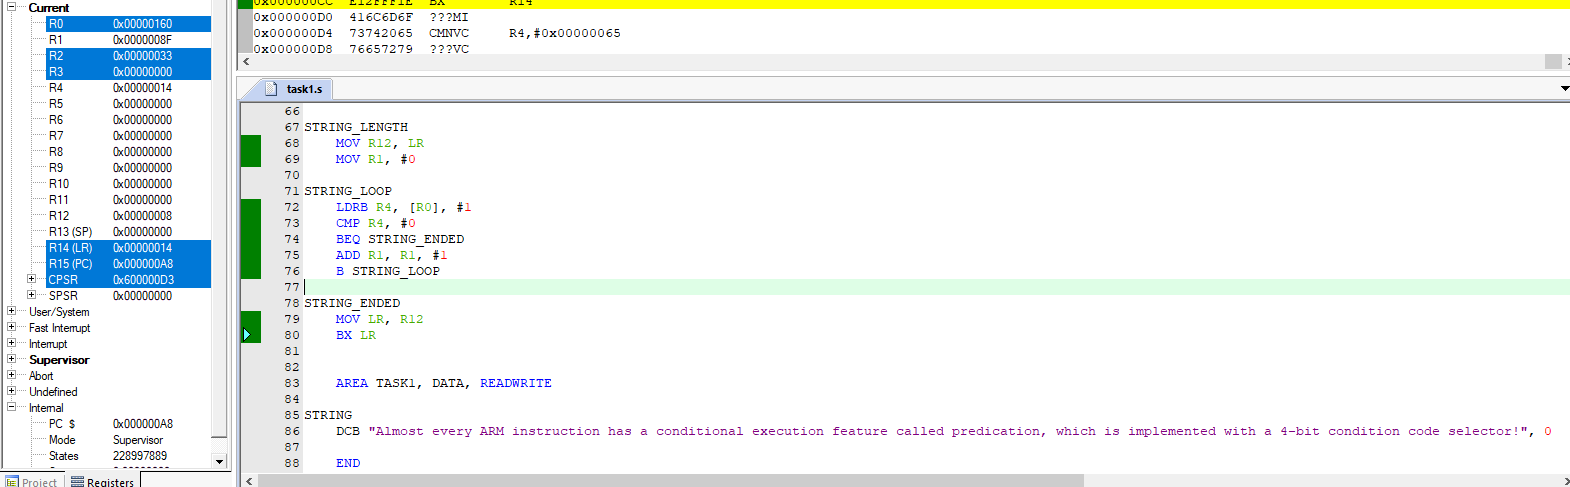 Current
R0 0x00000160
R1 0x0000008F
R2 0x00000033
R3 0x00000000
R4 0x00000014
R5 0x00000000
R6 0x00000000
R7 0x00000000
R8 0x00000000
R9 0x00000000
R10 0x00000000
R11 0x00000000
R12 0x00000008
R13 (SP) 0x00000000
R14 (LR) 0x00000014
R15 (PC) 0x000000A8
CPSR 0x600000D3
SPSR 0x00000000
User/System
Fast Interrupt
Interrupt
Supervisor
Abort
Undefined
Internal
PC $ 0x000000A8
Mode Supervisor
States 228997889
Project Registers
0x000000CC E12FFF1E BX R14
0x000000D0 416C6D6F ???MI
0x000000D4 73742065 CMNVC R4,#0x00000065
0x000000D8 76657279 ???VC
task1.s
66
67 STRING_LENGTH
68 MOV R12, LR
69 MOV R1, #0
70
71 STRING_LOOP
72 LDRB R4, [R0], #1
73 CMP R4, #0
74 BEQ STRING_ENDED
75 ADD R1, R1, #1
76 B STRING_LOOP
77
78 STRING_ENDED
79 MOV LR, R12
80 BX LR
81
82
83 AREA TASK1, DATA, READWRITE
84
85 STRING
86 DCB "Almost every ARM instruction has a conditional execution feature called predication, which is implemented with a 4-bit condition code selector!", 0
87
88 END